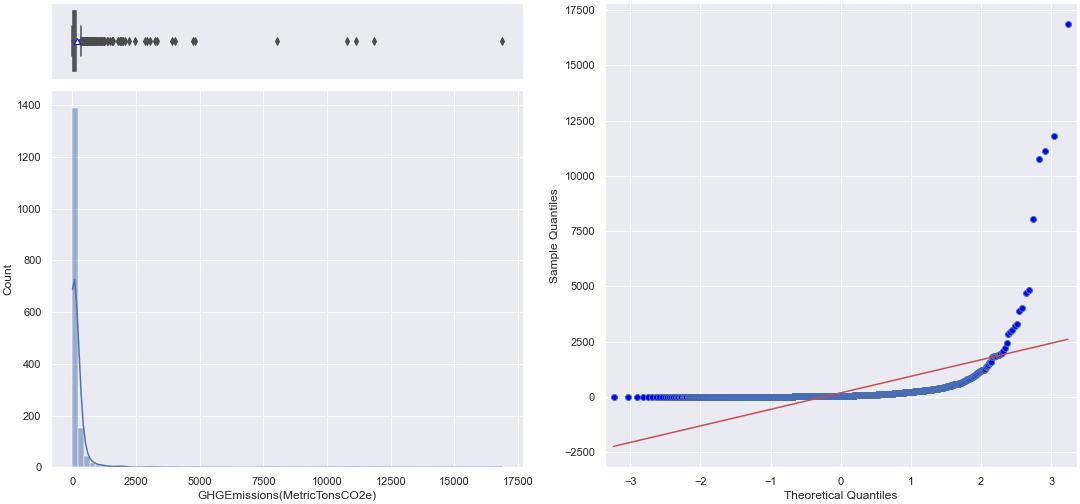 1400
1200
1000
800
600
400
200
0
Count
0 2500 5000 7500 10000 12500 15000 17500
GHGEmissions(MetricTonsCO2e)
17500
15000
12500
10000
7500
5000
2500
0
−2500
Sample Quantiles
−3 −2 −1 0 1 2 3
Theoretical Quantiles